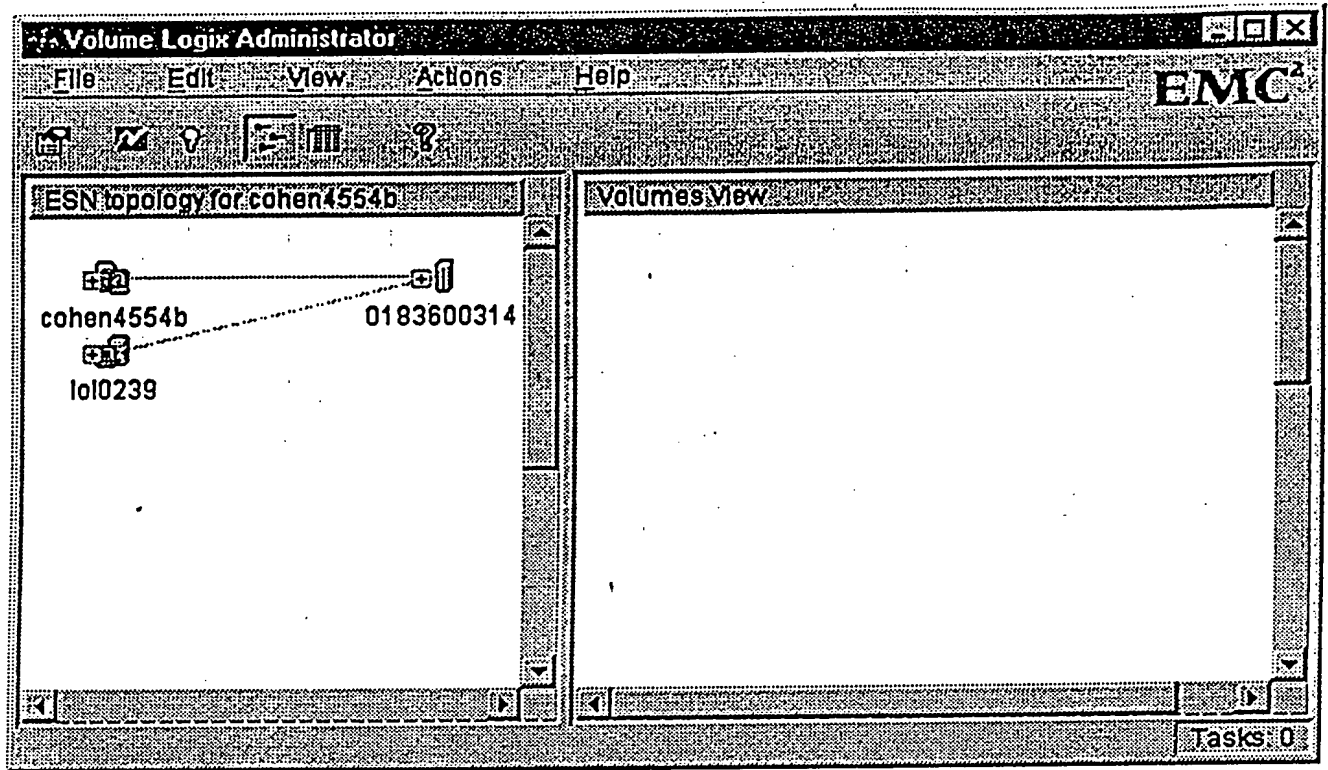 Volume Logix Administrator
File Edit View Actions Help
EMC²
ESN topology for cohen4554b
Volumes View
cohen4554b
0183600314
lol0239
Tasks: 0